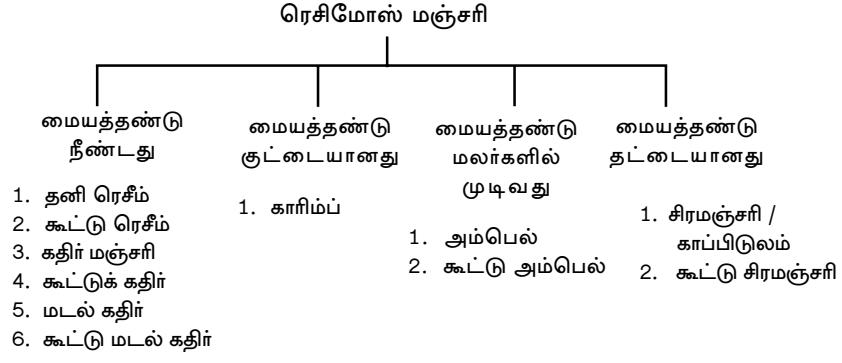 ரெசிமோஸ் மஞ்சரி
மையத்தண்டு
நீண்டது
1. தனி ரெசீம்
2. கூட்டு ரெசீம்
3. கதிர் மஞ்சரி
4. கூட்டுக் கதிர்
5. மடல் கதிர்
6. கூட்டு மடல் கதிர்
மையத்தண்டு
குட்டையானது
1. காரிம்ப்
மையத்தண்டு
மலர்களில்
முடிவது
1. அம்பெல்
2. கூட்டு அம்பெல்
மையத்தண்டு
தட்டையானது
1. சிரமஞ்சரி /
காப்பிடுலம்
2. கூட்டு சிரமஞ்சரி